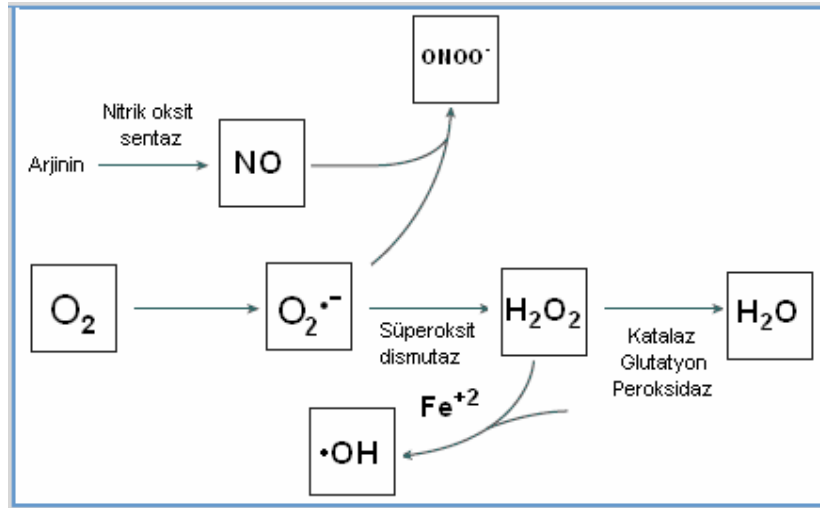 ONOO⁻
Nitrik oksit
sentaz
Arjinin
NO
O₂
O₂•⁻
Süperoksit
dismutaz
H₂O₂
Katalaz
Glutatyon
Peroksidaz
H₂O
Fe⁺²
•OH